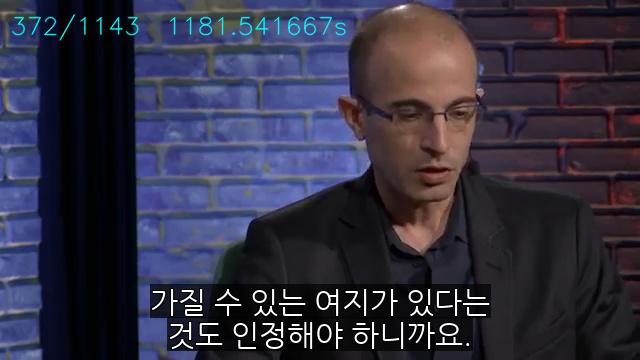 372/1143 1181.541667s
가질 수 있는 여지가 있다는
것도 인정해야 하니까요.